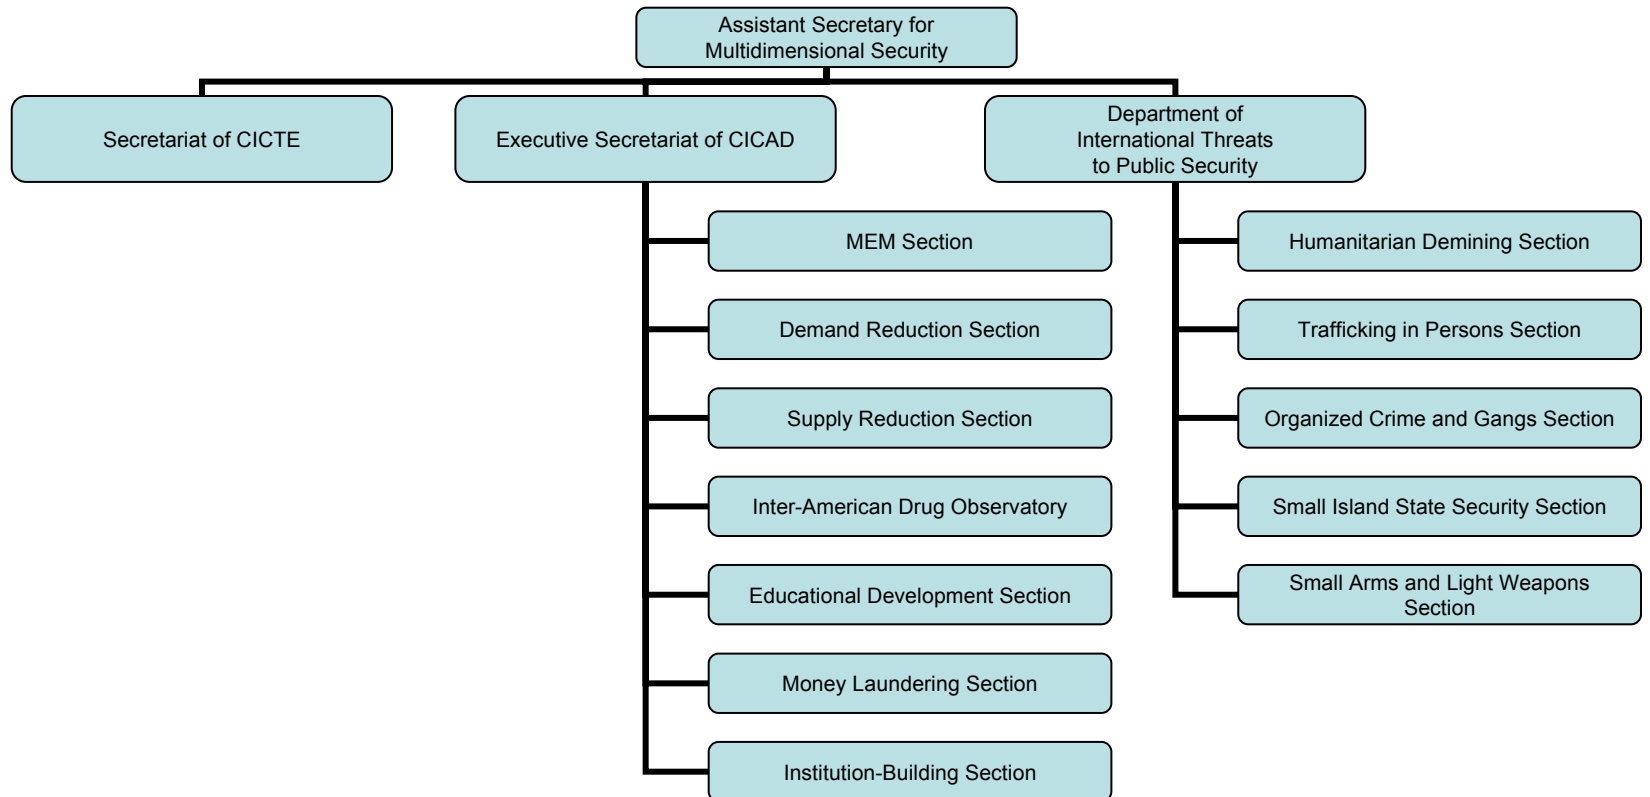 Assistant Secretary for
Multidimensional Security
Secretariat of CICTE
Executive Secretariat of CICAD
Department of
International Threats
to Public Security
MEM Section
Demand Reduction Section
Supply Reduction Section
Inter-American Drug Observatory
Educational Development Section
Money Laundering Section
Institution-Building Section
Humanitarian Demining Section
Trafficking in Persons Section
Organized Crime and Gangs Section
Small Island State Security Section
Small Arms and Light Weapons
Section